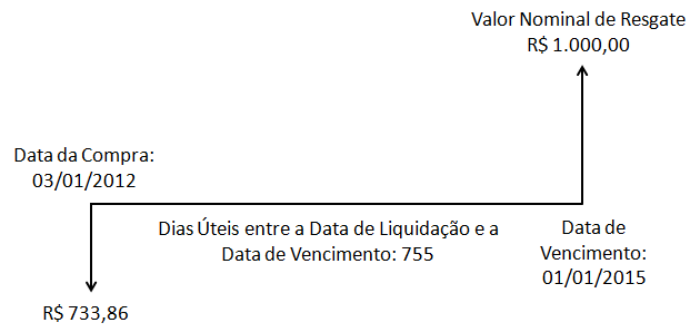 Valor Nominal de Resgate
R$ 1.000,00
Data da Compra:
03/01/2012
Dias Úteis entre a Data de Liquidação e a
Data de Vencimento: 755
Data de
Vencimento:
01/01/2015
R$ 733,86